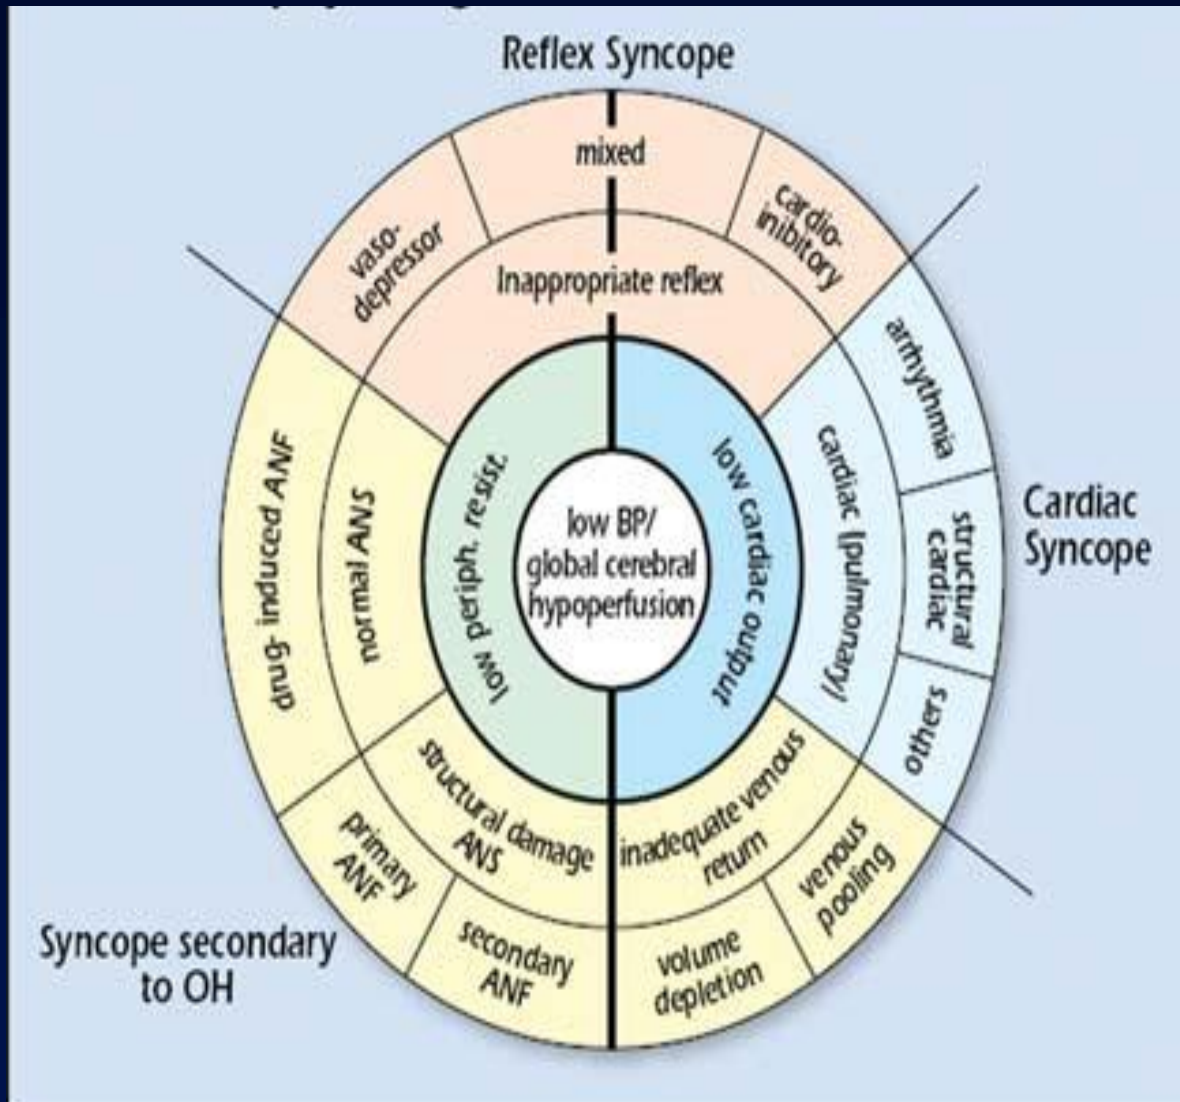 Reflex Syncope
mixed
vaso-
depressor
cardio-
inibitory
Inappropriate reflex
arrhythmia
structural
cardiac
others
cardiac (pulmonary)
Cardiac
Syncope
drug- induced ANF
normal ANS
low periph. resist.
low BP/
global cerebral
hypoperfusion
low cardiac output
structural damage
ANS
inadequate venous
return
primary
ANF
secondary
ANF
volume
depletion
venous
pooling
Syncope secondary
to OH